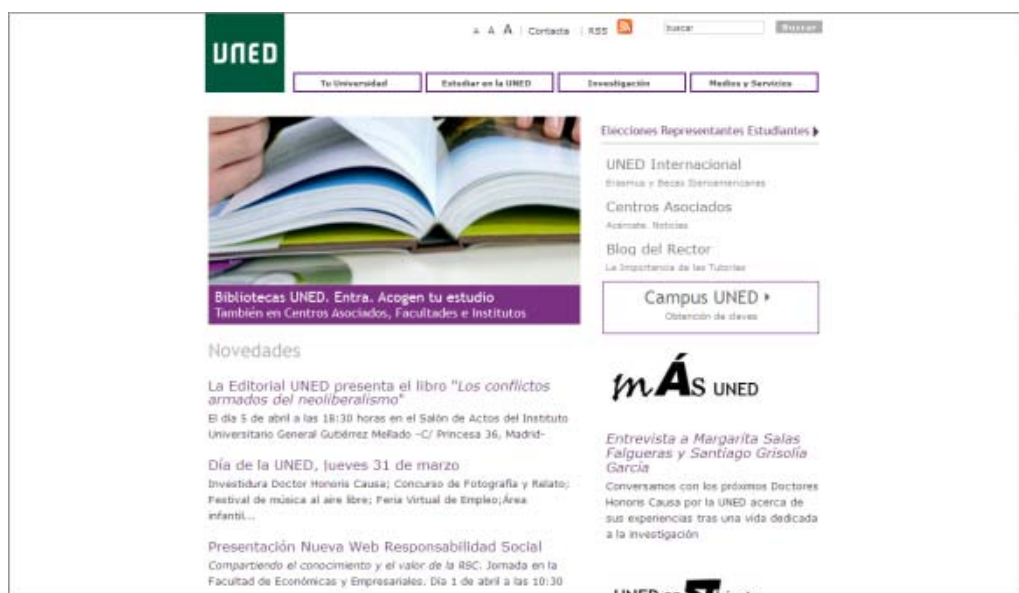 UNED
A A A | Contacta | RSS
buscar
Buscar
Tu Universidad
Estudiar en la UNED
Investigación
Medios y Servicios
Bibliotecas UNED. Entra. Acogen tu estudio
También en Centros Asociados, Facultades e Institutos
Novedades
La Editorial UNED presenta el libro "Los conflictos
armados del neoliberalismo"
El día 5 de abril a las 18:30 horas en el Salón de Actos del Instituto
Universitario General Gutiérrez Mellado -C/ Princesa 36, Madrid-
Día de la UNED, Jueves 31 de marzo
Investidura Doctor Honoris Causa; Concurso de Fotografía y Relato;
Festival de música al aire libre; Feria Virtual de Empleo;Área
infantil...
Presentación Nueva Web Responsabilidad Social
Compartiendo el conocimiento y el valor de la RSC. Jornada en la
Facultad de Económicas y Empresariales. Día 1 de abril a las 10:30
Elecciones Representantes Estudiantes
UNED Internacional
Erasmus y Becas Iberoamericanas
Centros Asociados
Acércate. Noticias
Blog del Rector
La Importancia de las Tutorías
Campus UNED
Obtención de claves
mÁs UNED
Entrevista a Margarita Salas
Falgueras y Santiago Grisolía
García
Conversamos con los próximos Doctores
Honoris Causa por la UNED acerca de
sus experiencias tras una vida dedicada
a la investigación